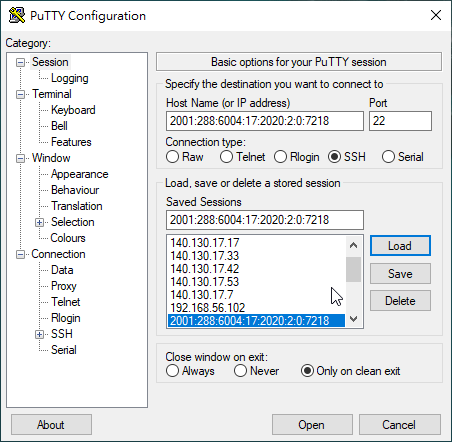 PuTTY Configuration
Category:
Session
Logging
Terminal
Keyboard
Bell
Features
Window
Appearance
Behaviour
Translation
Selection
Colours
Connection
Data
Proxy
Telnet
Rlogin
SSH
Serial
Basic options for your PuTTY session
Specify the destination you want to connect to
Host Name (or IP address) Port
2001:288:6004:17:2020:2:0:7218 22
Connection type:
Raw Telnet Rlogin SSH Serial
Load, save or delete a stored session
Saved Sessions
2001:288:6004:17:2020:2:0:7218
140.130.17.17
140.130.17.33
140.130.17.42
140.130.17.53
140.130.17.7
192.168.56.102
2001:288:6004:17:2020:2:0:7218
Load
Save
Delete
Close window on exit:
Always Never Only on clean exit
About Open Cancel